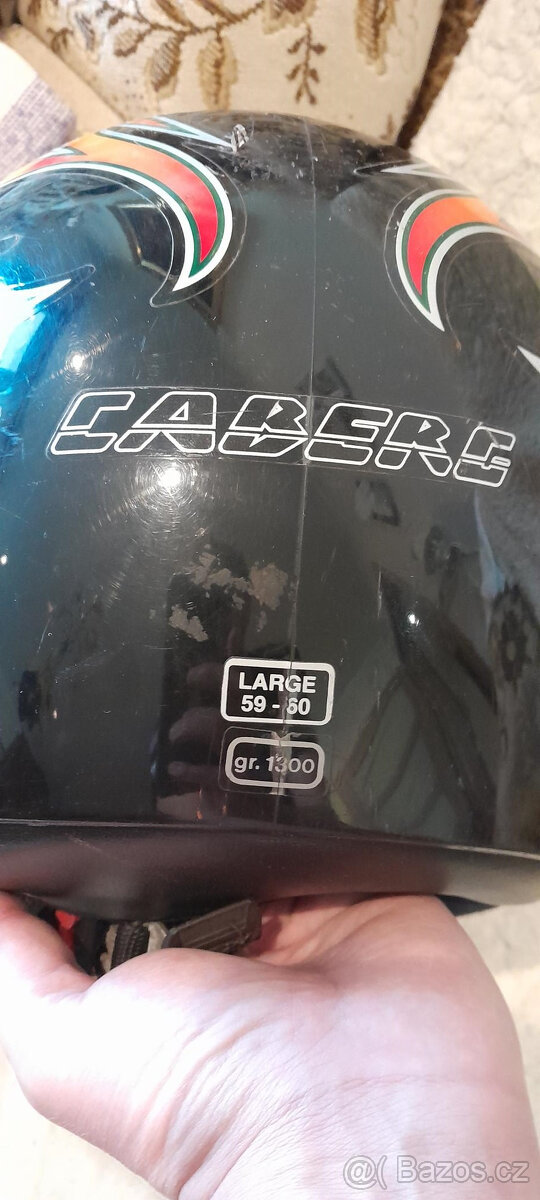 CABERG
LARGE
59 - 60
gr. 1300
@( Bazos.cz